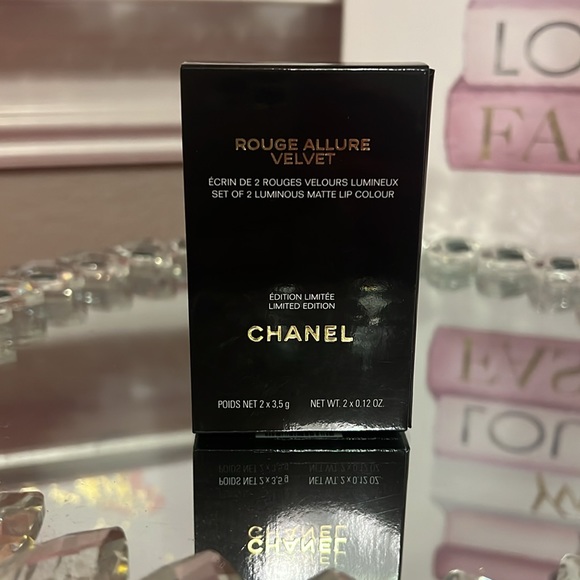 ROUGE ALLURE
VELVET
ÉCRIN DE 2 ROUGES VELOURS LUMINEUX
SET OF 2 LUMINOUS MATTE LIP COLOUR
ÉDITION LIMITÉE
LIMITED EDITION
CHANEL
POIDS NET 2 x 3,5 g NET WT. 2 x 0.12 OZ.